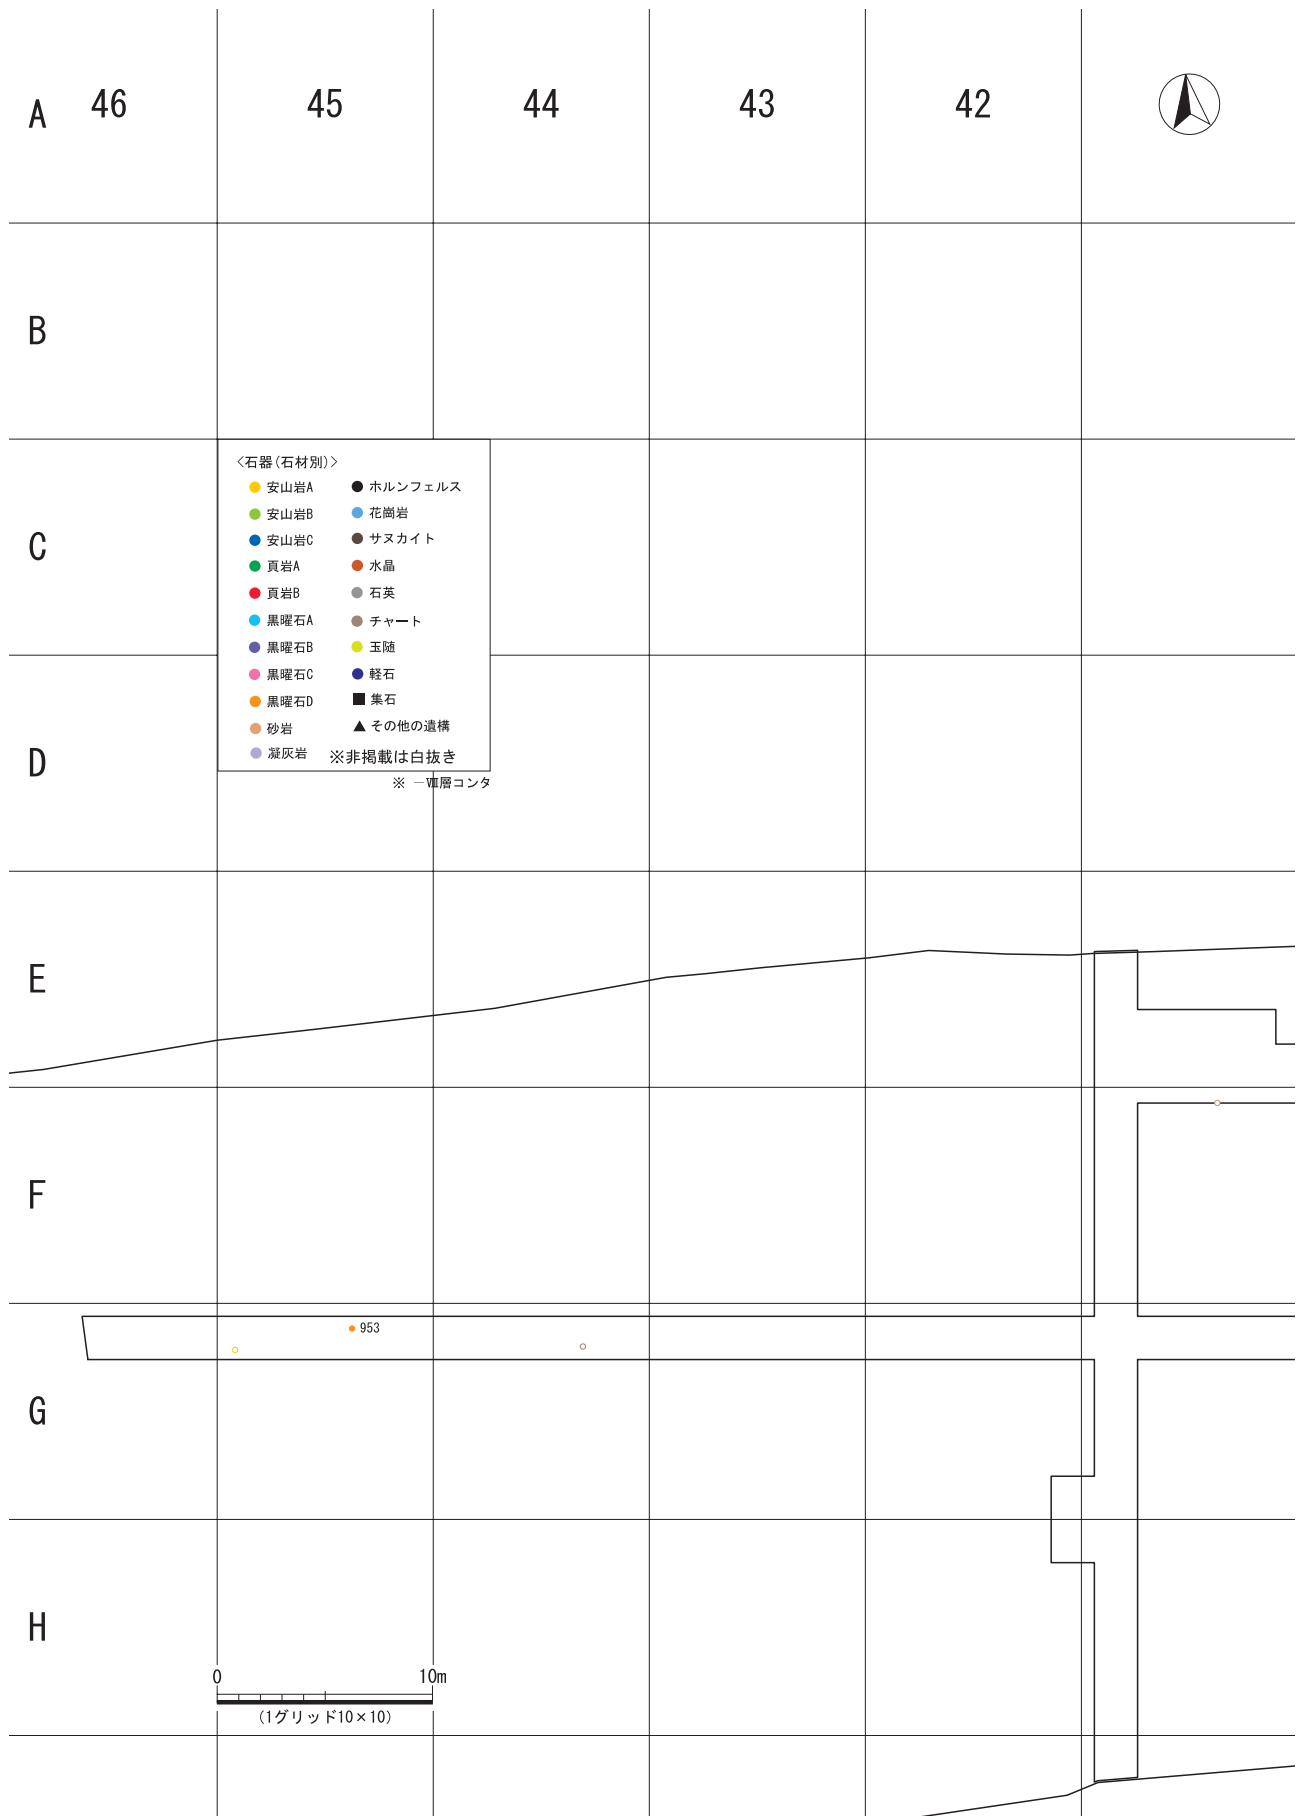 46 45 44 43 42
A
B
〈石器(石材別)〉
安山岩A ホルンフェルス
安山岩B 花崗岩
安山岩C サヌカイト
C
頁岩A 水晶
頁岩B 石英
黒曜石A チャート
黒曜石B 玉随
黒曜石C 軽石
黒曜石D 集石
砂岩 その他の遺構
凝灰岩 ※非掲載は白抜き
D
※ ―Ⅷ層コンタ
E
F
953
G
H
0 10m
(1グリッド10×10)